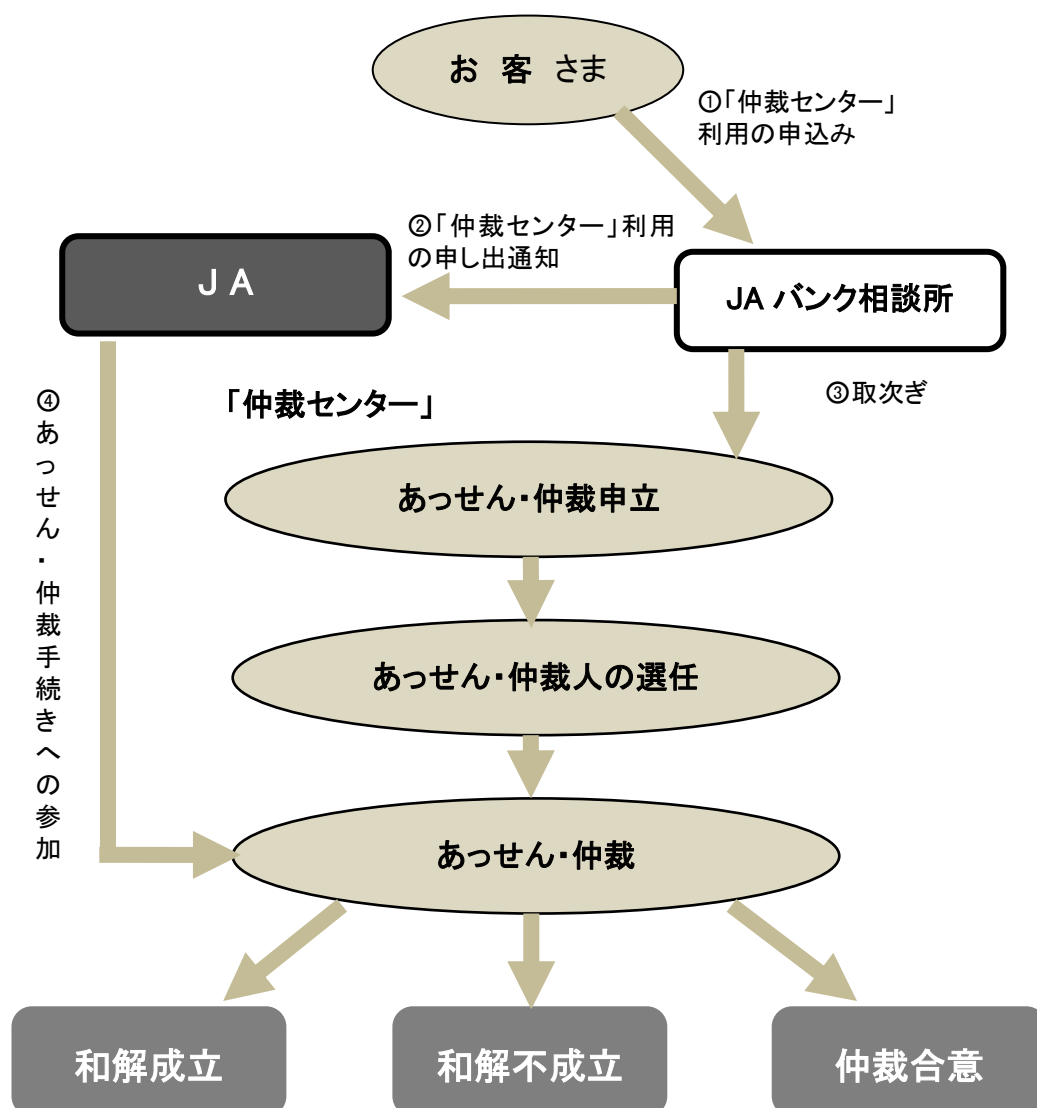 お 客 さま
①「仲裁センター」
利用の申込み
②「仲裁センター」利用
の申し出通知
JA
JA バンク相談所
③取次ぎ
④あっせん・仲裁手続きへの参加
「仲裁センター」
あっせん・仲裁申立
あっせん・仲裁人の選任
あっせん・仲裁
和解成立
和解不成立
仲裁合意